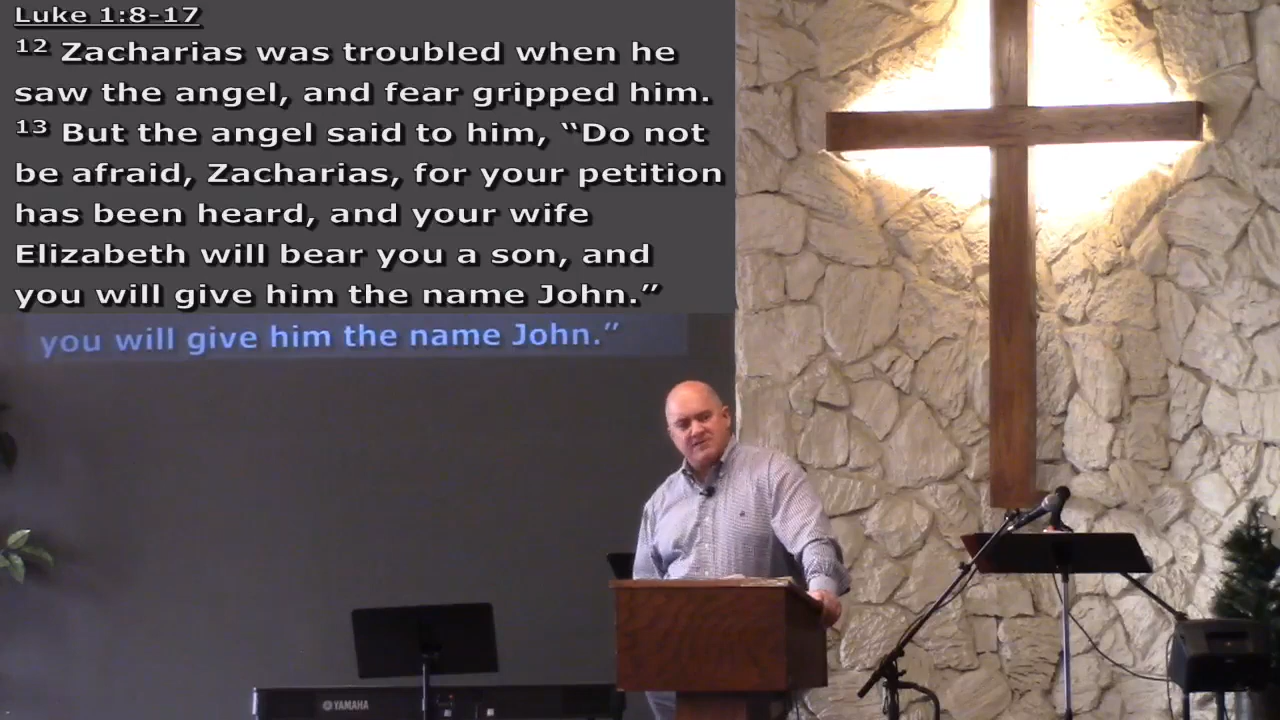 Luke 1:8-17
12 Zacharias was troubled when he
saw the angel, and fear gripped him.
13 But the angel said to him, “Do not
be afraid, Zacharias, for your petition
has been heard, and your wife
Elizabeth will bear you a son, and
you will give him the name John.”
you will give him the name John.”
YAMAHA